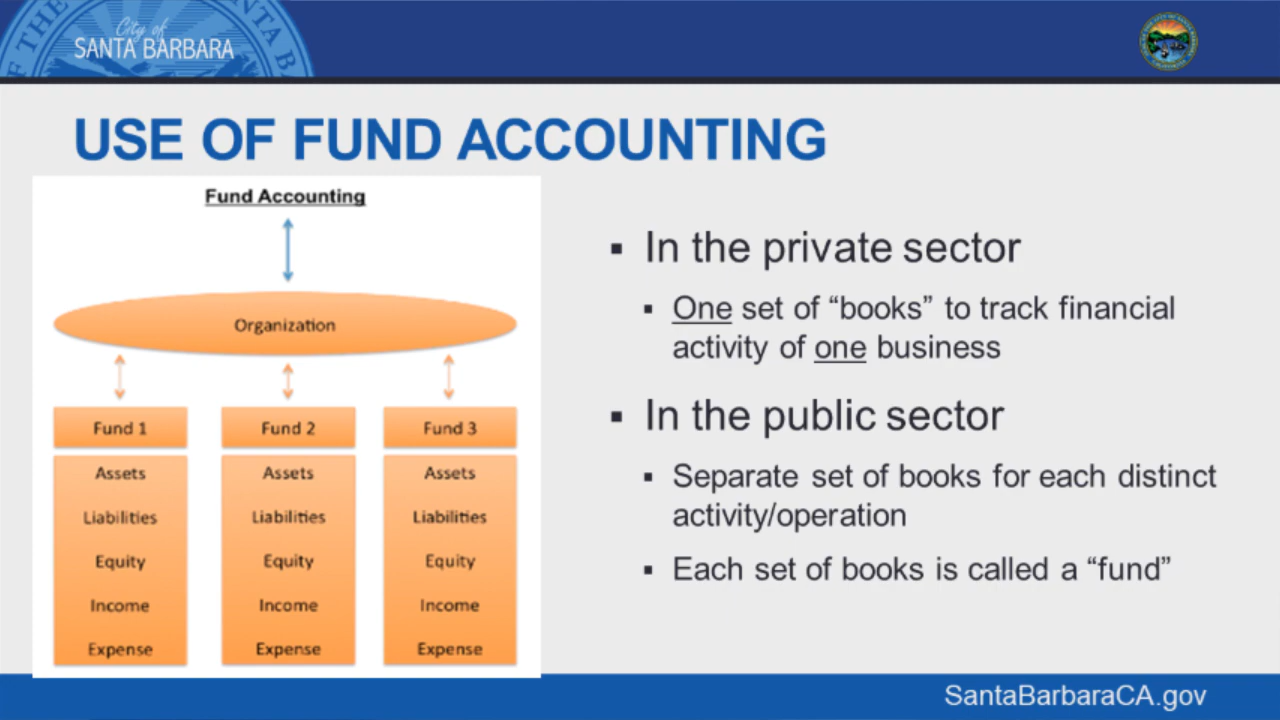 City of
SANTA BARBARA
USE OF FUND ACCOUNTING
Fund Accounting
Organization
Fund 1
Assets
Liabilities
Equity
Income
Expense
Fund 2
Assets
Liabilities
Equity
Income
Expense
Fund 3
Assets
Liabilities
Equity
Income
Expense
▪ In the private sector
▪ One set of “books” to track financial
activity of one business
▪ In the public sector
▪ Separate set of books for each distinct
activity/operation
▪ Each set of books is called a “fund”
SantaBarbaraCA.gov